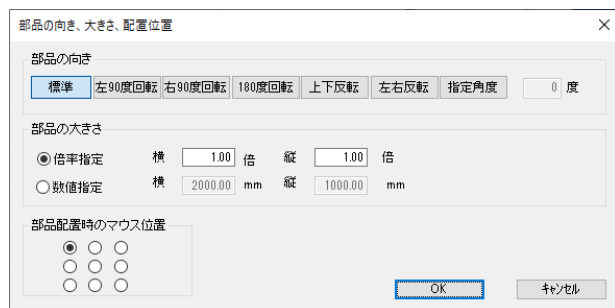 部品の向き、大きさ、配置位置
部品の向き
標準 左90度回転 右90度回転 180度回転 上下反転 左右反転 指定角度 0 度
部品の大きさ
倍率指定 横 1.00 倍 縦 1.00 倍
数値指定 横 2000.00 mm 縦 1000.00 mm
部品配置時のマウス位置
OK キャンセル